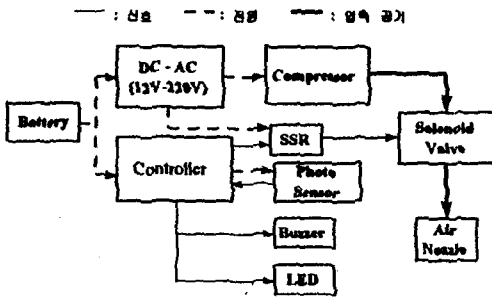 : 신호 : 전원 : 압축 공기
DC - AC
(12V-220V)
Compressor
Battery
SSR
Solenoid
Valve
Controller
Photo
Sensor
Buzzer
Air
Nozzle
LED